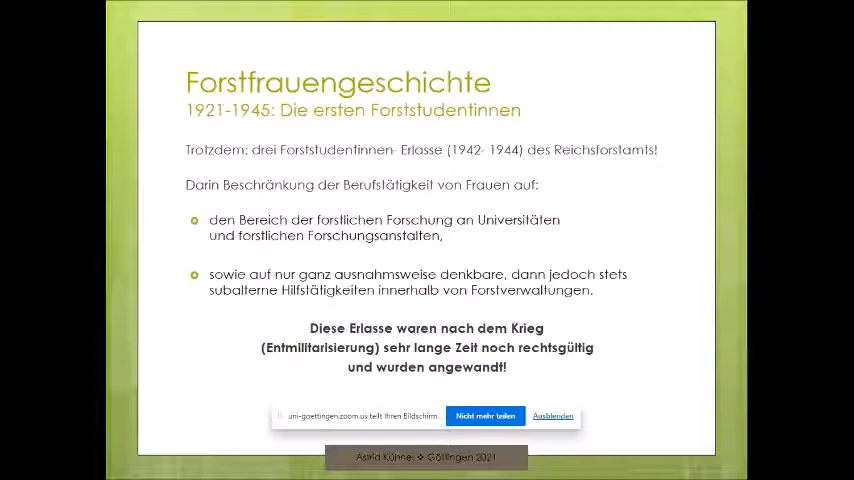 Forstfrauengeschichte
1921-1945: Die ersten Forststudentinnen
Trotzdem: drei Forststudentinnen- Erlasse (1942- 1944) des Reichsforstamts!
Darin Beschränkung der Berufstätigkeit von Frauen auf:
den Bereich der forstlichen Forschung an Universitäten
und forstlichen Forschungsanstalten,
sowie auf nur ganz ausnahmsweise denkbare, dann jedoch stets
subalterne Hilfstätigkeiten innerhalb von Forstverwaltungen.
Diese Erlasse waren nach dem Krieg
(Entmilitarisierung) sehr lange Zeit noch rechtsgültig
und wurden angewandt!
uni-goettingen.zoom.us teilt Ihren Bildschirm. Nicht mehr teilen Ausblenden
Astrid Kühnel ❖ Göttingen 2021